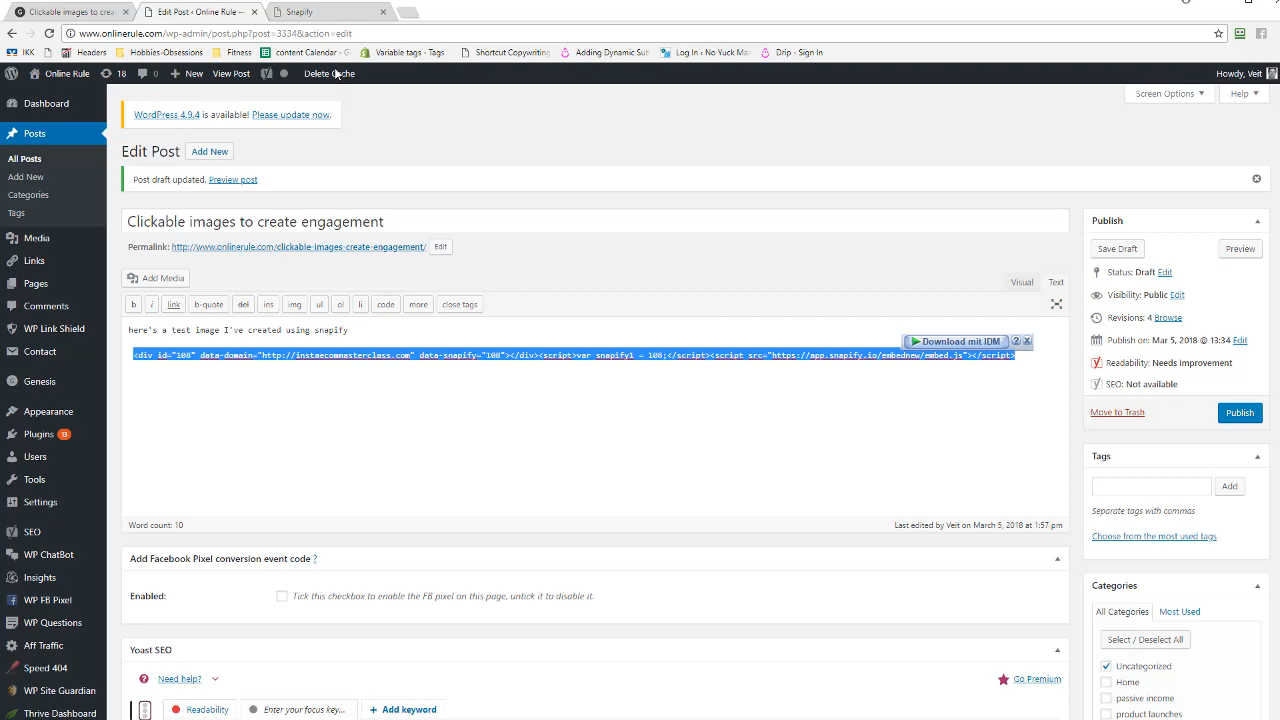 Clickable images to crea
Edit Post ‹ Online Rule —
Snapify
www.onlinerule.com/wp-admin/post.php?post=3334&action=edit
IKK
Headers
Hobbies-Obsessions
Fitness
content Calendar - G
Variable tags - Tags
Shortcut Copywriting
Adding Dynamic Sub
Log In ‹ No Yuck Mar
Drip - Sign In
Online Rule
18
0
New
View Post
Delete Cache
Howdy, Veit
Dashboard
Posts
All Posts
Add New
Categories
Tags
Media
Links
Pages
Comments
WP Link Shield
Contact
Genesis
Appearance
Plugins 13
Users
Tools
Settings
SEO
WP ChatBot
Insights
WP FB Pixel
WP Questions
Aff Traffic
Speed 404
WP Site Guardian
Thrive Dashboard
Screen Options
Help
WordPress 4.9.4 is available! Please update now.
Edit Post
Add New
Post draft updated. Preview post
Clickable images to create engagement
Permalink: http://www.onlinerule.com/clickable-images-create-engagement/ Edit
Add Media
Visual
Text
b
i
link
b-quote
del
ins
img
ul
ol
li
code
more
close tags
here's a test image I've created using snapify
Download mit IDM
?
<div id="108" data-domain="http://instaecommasterclass.com" data-snapify="108"></div><script>var snapify1 = 108;</script><script src="https://app.snapify.io/embednew/embed.js"></script>
Word count: 10
Last edited by Veit on March 5, 2018 at 1:57 pm
Add Facebook Pixel conversion event code ?
Enabled:
Tick this checkbox to enable the FB pixel on this page, untick it to disable it.
Yoast SEO
Need help?
Go Premium
Readability
Enter your focus key...
Add keyword
Publish
Save Draft
Preview
Status: Draft Edit
Visibility: Public Edit
Revisions: 4 Browse
Publish on: Mar 5, 2018 @ 13:34 Edit
Readability: Needs improvement
SEO: Not available
Move to Trash
Publish
Tags
Add
Separate tags with commas
Choose from the most used tags
Categories
All Categories
Most Used
Select / Deselect All
Uncategorized
Home
passive income
product launches